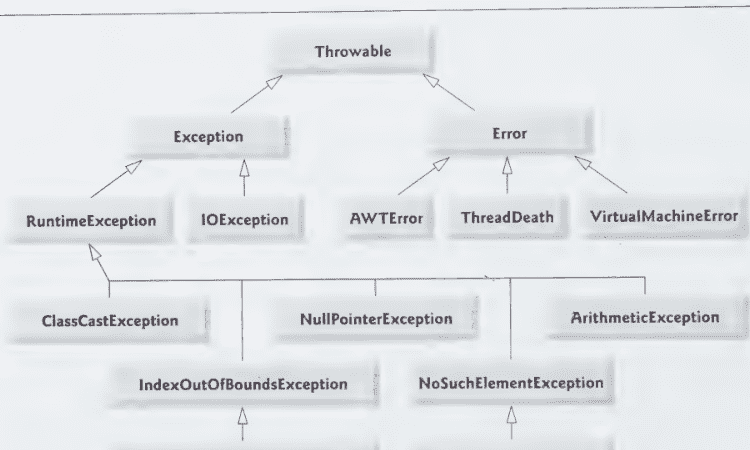 Throwable
Exception
Error
RuntimeException
IOException
AWTError
ThreadDeath
VirtualMachineError
ClassCastException
NullPointerException
ArithmeticException
IndexOutOfBoundsException
NoSuchElementException